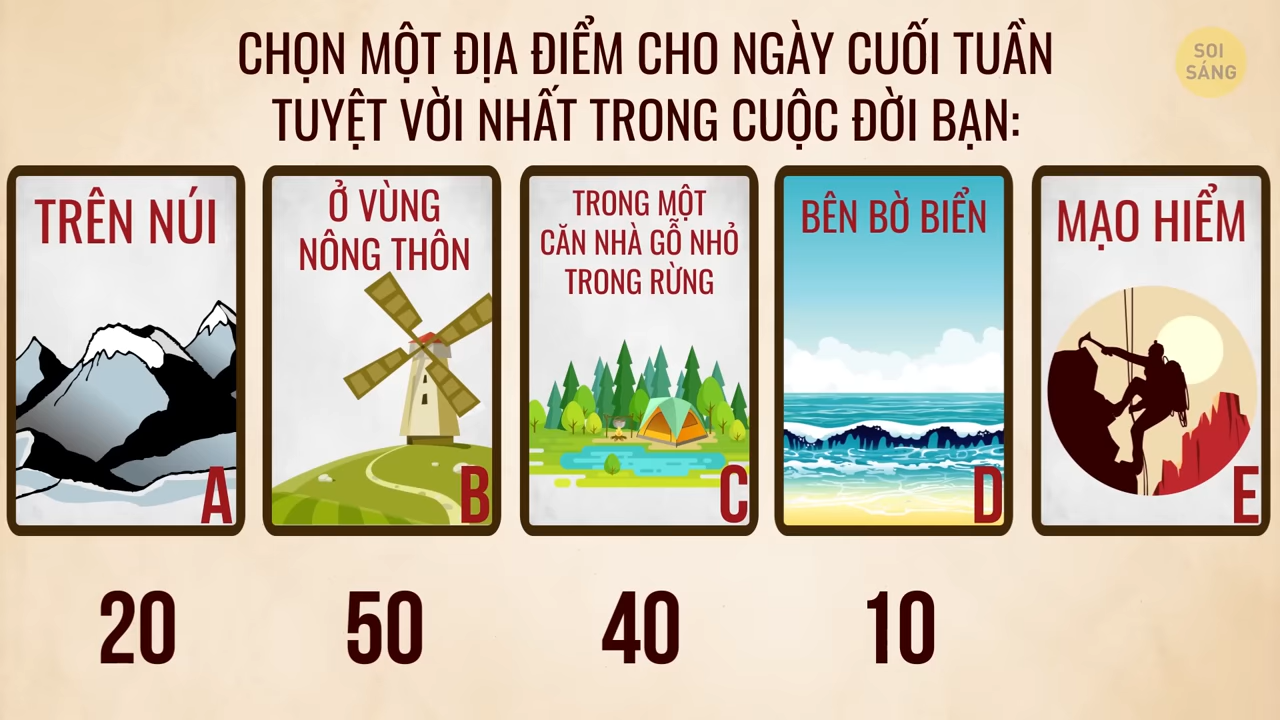 CHỌN MỘT ĐỊA ĐIỂM CHO NGÀY CUỐI TUẦN
TUYỆT VỜI NHẤT TRONG CUỘC ĐỜI BẠN:
SOI
SÁNG
TRÊN NÚI
A
Ở VÙNG
NÔNG THÔN
B
TRONG MỘT
CĂN NHÀ GỖ NHỎ
TRONG RỪNG
C
BÊN BỜ BIỂN
D
MẠO HIỂM
E
20
50
40
10